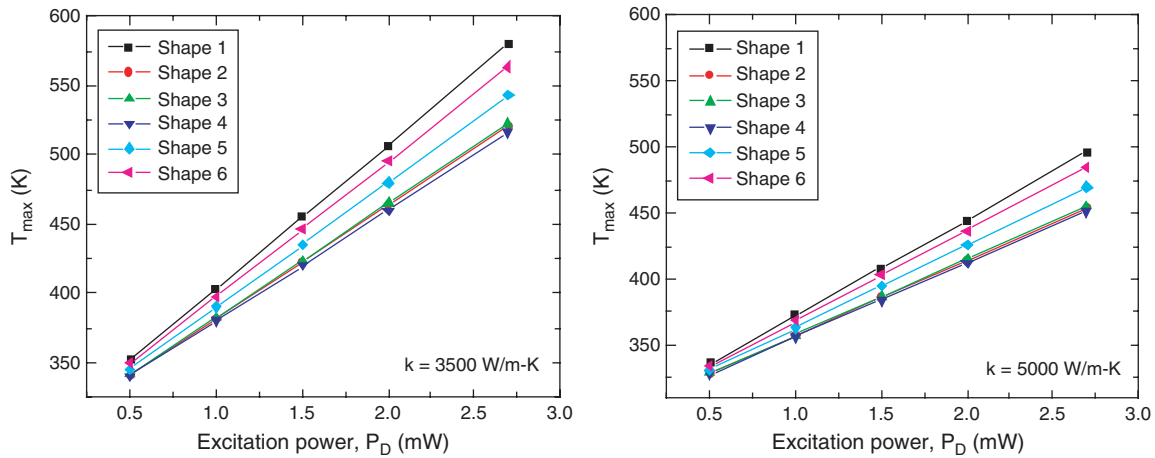 600
550
500
450
400
350
T_max (K)
Shape 1
Shape 2
Shape 3
Shape 4
Shape 5
Shape 6
k = 3500 W/m-K
0.5 1.0 1.5 2.0 2.5 3.0
Excitation power, P_D (mW)
600
550
500
450
400
350
T_max (K)
Shape 1
Shape 2
Shape 3
Shape 4
Shape 5
Shape 6
k = 5000 W/m-K
0.5 1.0 1.5 2.0 2.5 3.0
Excitation power, P_D (mW)